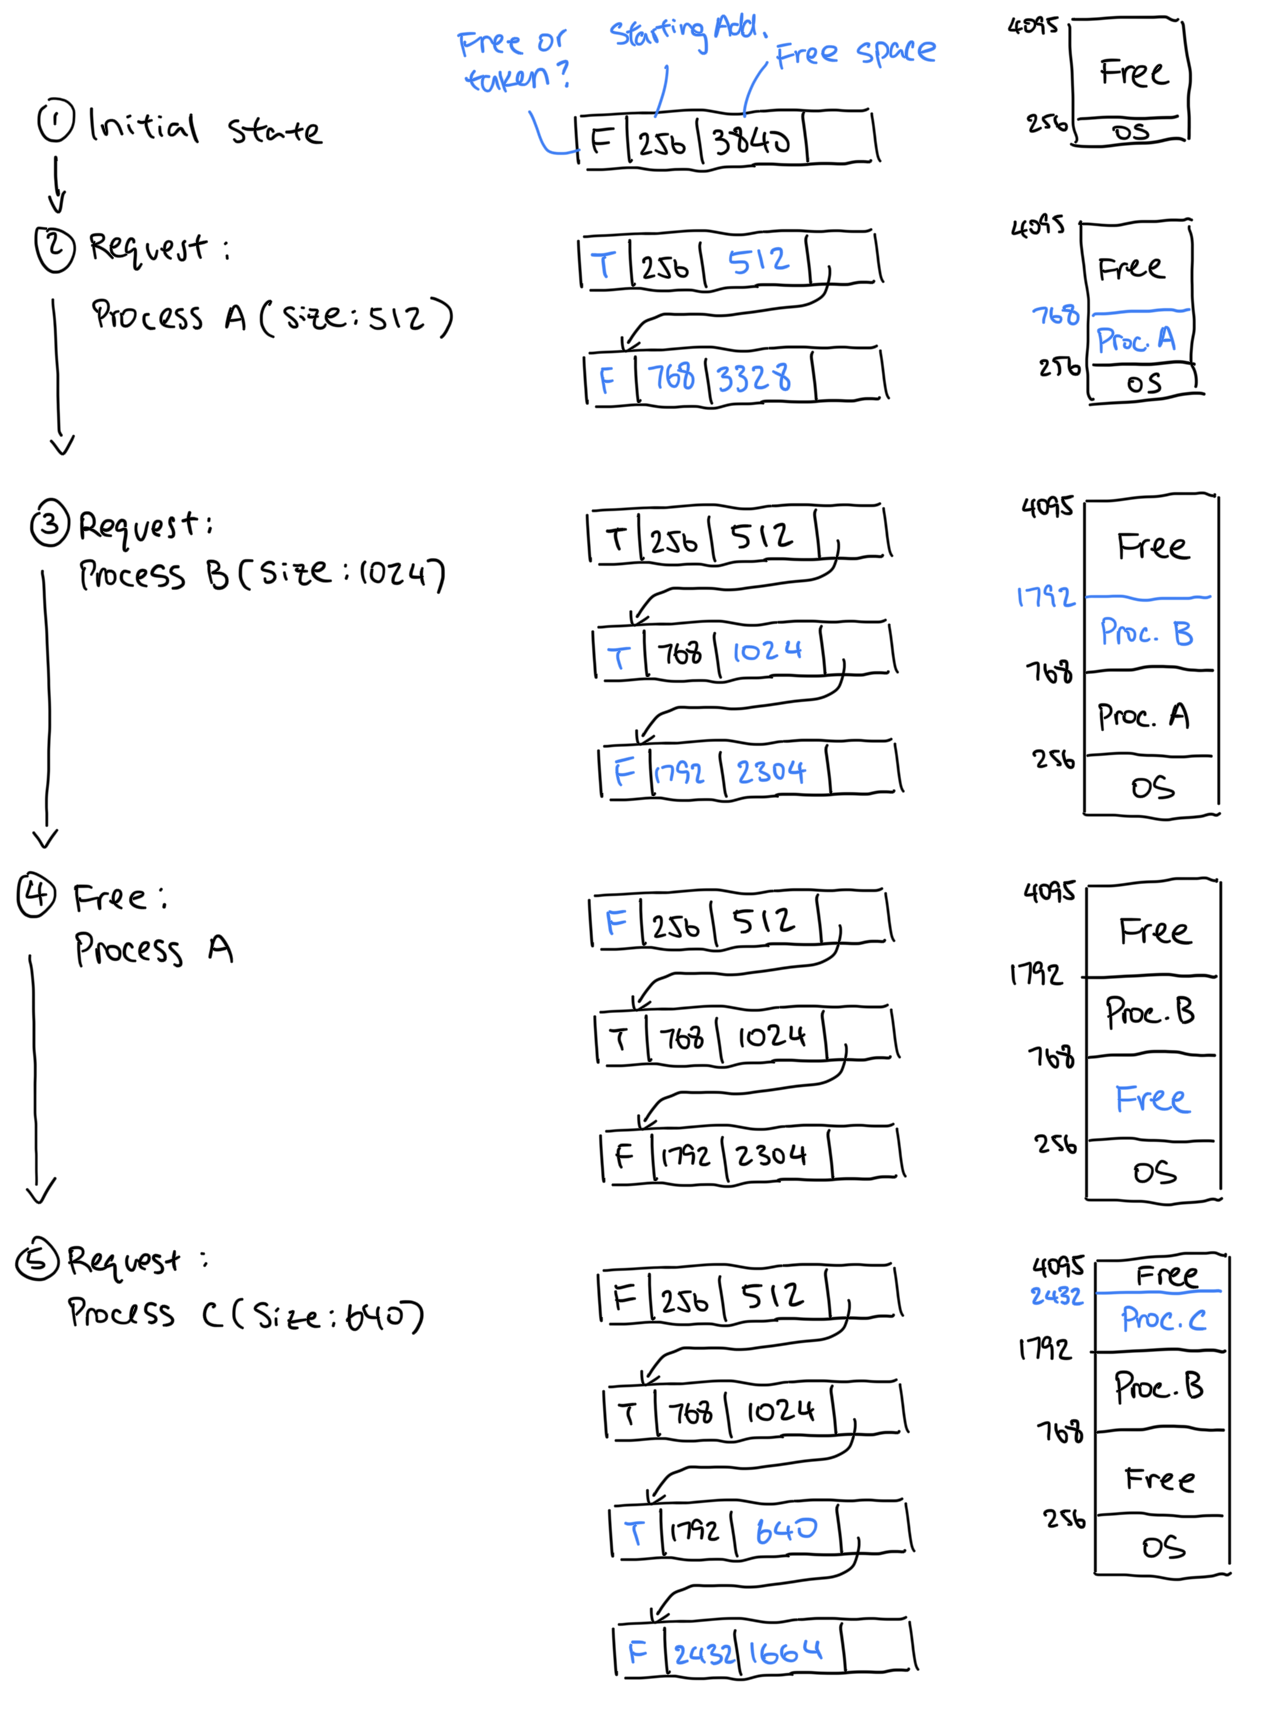 Free or taken?
Starting Add.
Free space
① Initial state
F 256 3840
4095
Free
256
OS
② Request:
Process A (size: 512)
T 256 512
F 768 3328
4095
Free
768
Proc. A
256
OS
③ Request:
Process B (size: 1024)
T 256 512
T 768 1024
F 1792 2304
4095
Free
1792
Proc. B
768
Proc. A
256
OS
④ Free:
Process A
F 256 512
T 768 1024
F 1792 2304
4095
Free
1792
Proc. B
768
Free
256
OS
⑤ Request:
Process C (size: 640)
F 256 512
T 768 1024
T 1792 640
F 2432 1664
4095
Free
2432
Proc. C
1792
Proc. B
768
Free
256
OS